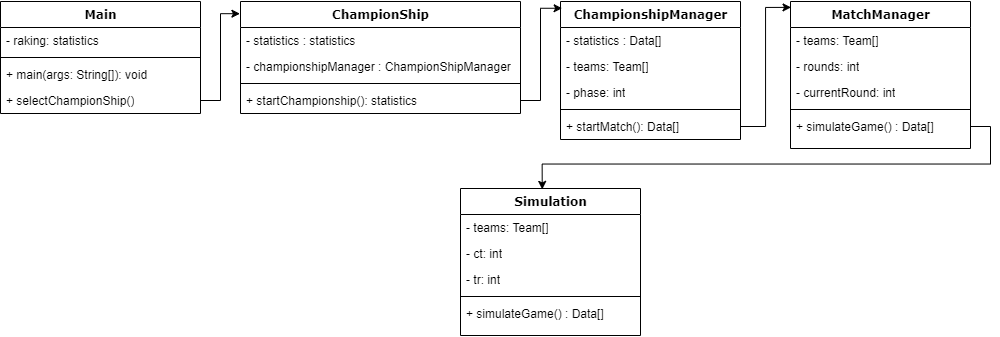 Main
- raking: statistics
+ main(args: String[]): void
+ selectChampionShip()
ChampionShip
- statistics : statistics
- championshipManager : ChampionShipManager
+ startChampionship(): statistics
ChampionshipManager
- statistics : Data[]
- teams: Team[]
- phase: int
+ startMatch(): Data[]
MatchManager
- teams: Team[]
- rounds: int
- currentRound: int
+ simulateGame() : Data[]
Simulation
- teams: Team[]
- ct: int
- tr: int
+ simulateGame() : Data[]